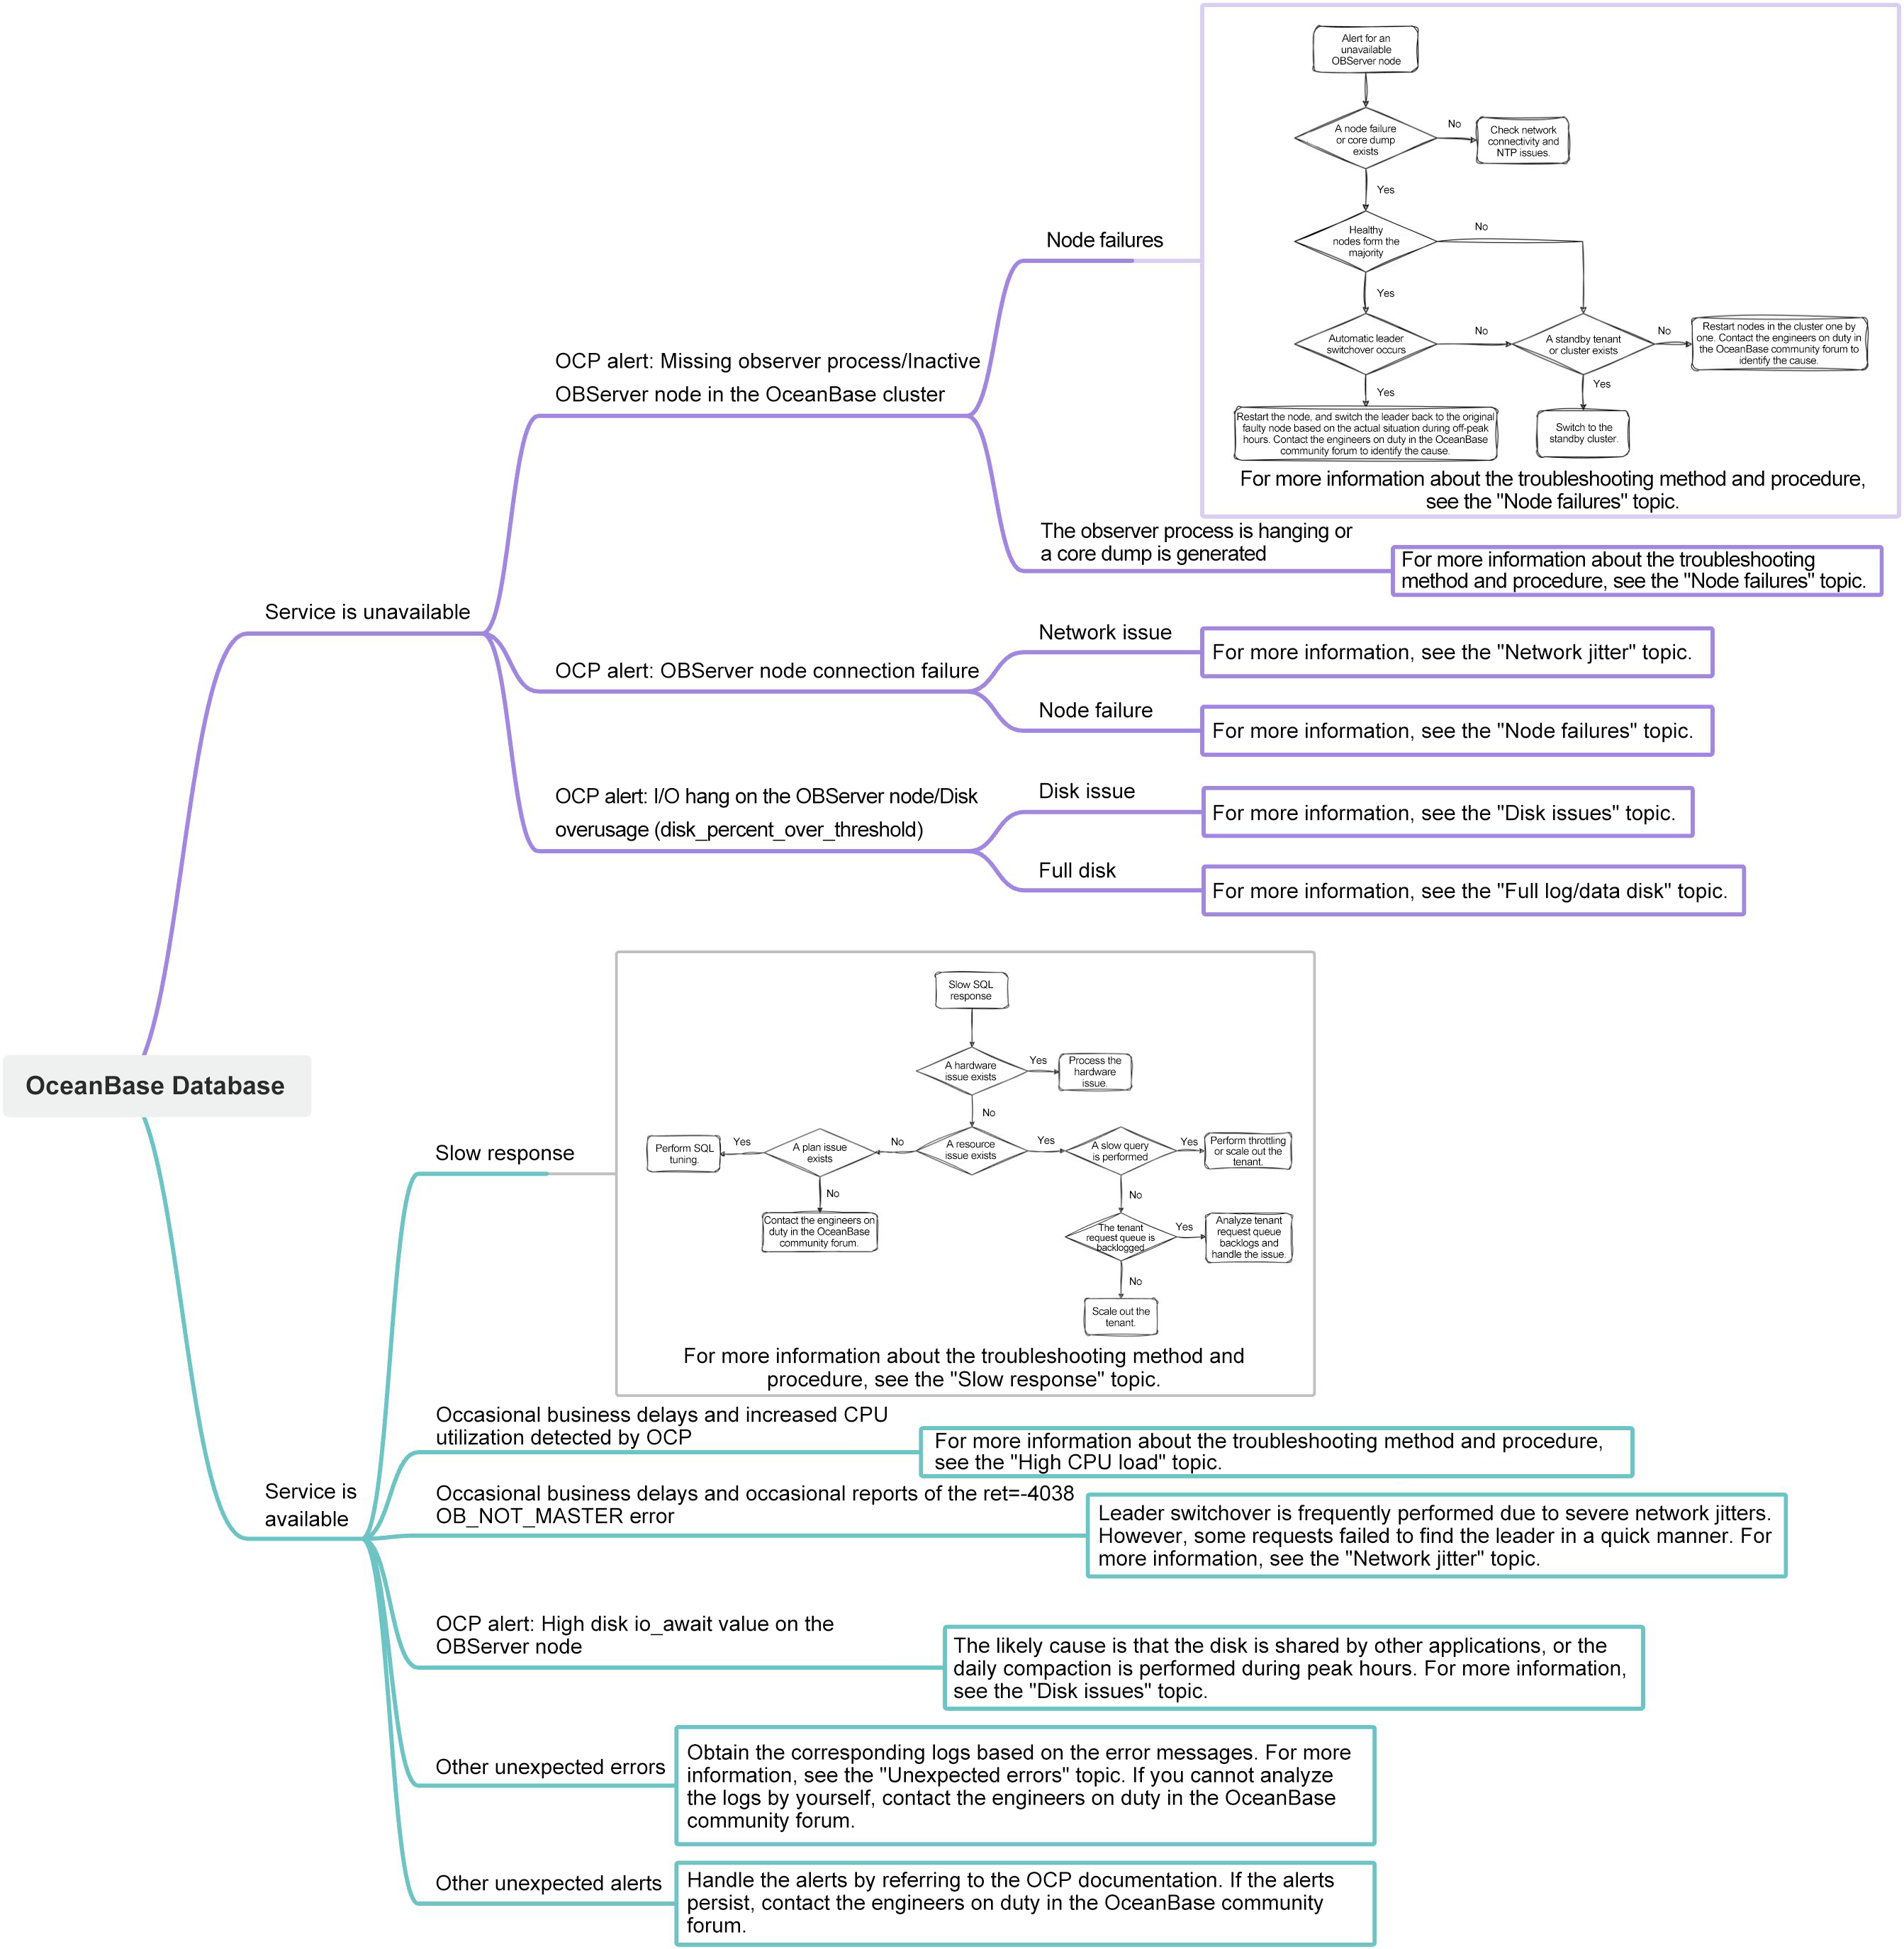 Alert for an
unavailable
OBServer node
A node failure
or core dump
exists
No
Check network
connectivity and
NTP issues.
Yes
Healthy
nodes form the
majority
No
Yes
Automatic leader
switchover occurs
No
A standby tenant
or cluster exists
No
Restart nodes in the cluster one by
one. Contact the engineers on duty in
the OceanBase community forum to
identify the cause.
Yes
Yes
Restart the node, and switch the leader back to the original
faulty node based on the actual situation during off-peak
hours. Contact the engineers on duty in the OceanBase
community forum to identify the cause.
Switch to the
standby cluster.
For more information about the troubleshooting method and procedure,
see the "Node failures" topic.
Node failures
OCP alert: Missing observer process/Inactive
OBServer node in the OceanBase cluster
The observer process is hanging or
a core dump is generated
For more information about the troubleshooting
method and procedure, see the "Node failures" topic.
Service is unavailable
Network issue
For more information, see the "Network jitter" topic.
OCP alert: OBServer node connection failure
Node failure
For more information, see the "Node failures" topic.
OCP alert: I/O hang on the OBServer node/Disk
overusage (disk_percent_over_threshold)
Disk issue
For more information, see the "Disk issues" topic.
Full disk
For more information, see the "Full log/data disk" topic.
OceanBase Database
Slow response
Slow SQL
response
A hardware
issue exists
Yes
Process the
hardware
issue.
No
Perform SQL
tuning.
Yes
A plan issue
exists
No
A resource
issue exists
Yes
A slow query
is performed
Yes
Perform throttling
or scale out the
tenant.
No
Contact the engineers on
duty in the OceanBase
community forum.
No
The tenant
request queue is
backlogged
Yes
Analyze tenant
request queue
backlogs and
handle the issue.
No
Scale out the
tenant.
For more information about the troubleshooting method and
procedure, see the "Slow response" topic.
Occasional business delays and increased CPU
utilization detected by OCP
For more information about the troubleshooting method and procedure,
see the "High CPU load" topic.
Service is
available
Occasional business delays and occasional reports of the ret=-4038
OB_NOT_MASTER error
Leader switchover is frequently performed due to severe network jitters.
However, some requests failed to find the leader in a quick manner. For
more information, see the "Network jitter" topic.
OCP alert: High disk io_await value on the
OBServer node
The likely cause is that the disk is shared by other applications, or the
daily compaction is performed during peak hours. For more information,
see the "Disk issues" topic.
Other unexpected errors
Obtain the corresponding logs based on the error messages. For more
information, see the "Unexpected errors" topic. If you cannot analyze
the logs by yourself, contact the engineers on duty in the OceanBase
community forum.
Other unexpected alerts
Handle the alerts by referring to the OCP documentation. If the alerts
persist, contact the engineers on duty in the OceanBase community
forum.